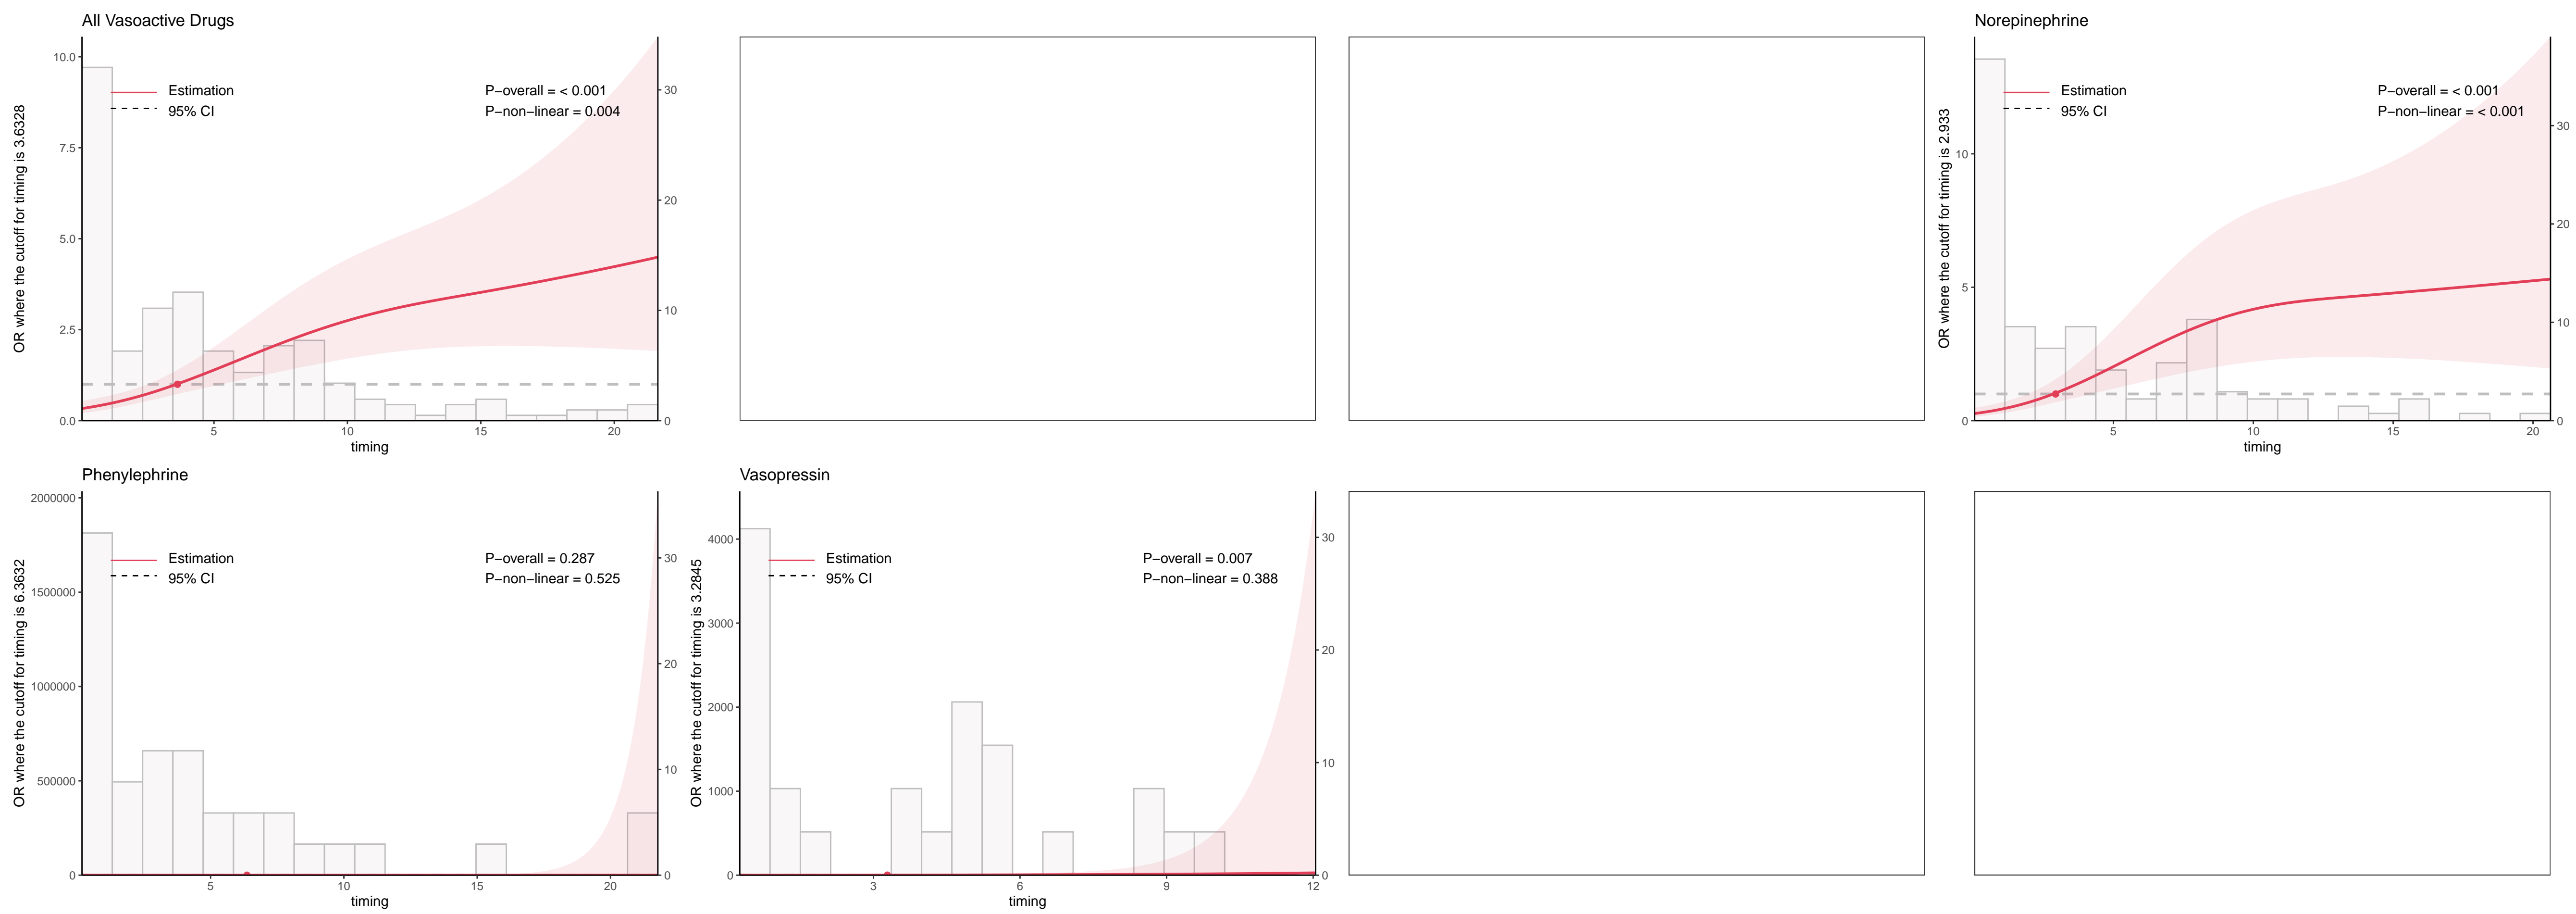 All Vasoactive Drugs
OR where the cutoff for timing is 3.6328
10.0
7.5
5.0
2.5
0.0
Estimation
95% CI
P−overall = < 0.001
P−non−linear = 0.004
30
20
10
0
5
10
15
20
timing
Norepinephrine
OR where the cutoff for timing is 2.933
10
5
0
Estimation
95% CI
P−overall = < 0.001
P−non−linear = < 0.001
30
20
10
0
5
10
15
20
timing
Phenylephrine
OR where the cutoff for timing is 6.3632
2000000
1500000
1000000
500000
0
Estimation
95% CI
P−overall = 0.287
P−non−linear = 0.525
30
20
10
0
5
10
15
20
timing
Vasopressin
OR where the cutoff for timing is 3.2845
4000
3000
2000
1000
0
Estimation
95% CI
P−overall = 0.007
P−non−linear = 0.388
30
20
10
0
3
6
9
12
timing